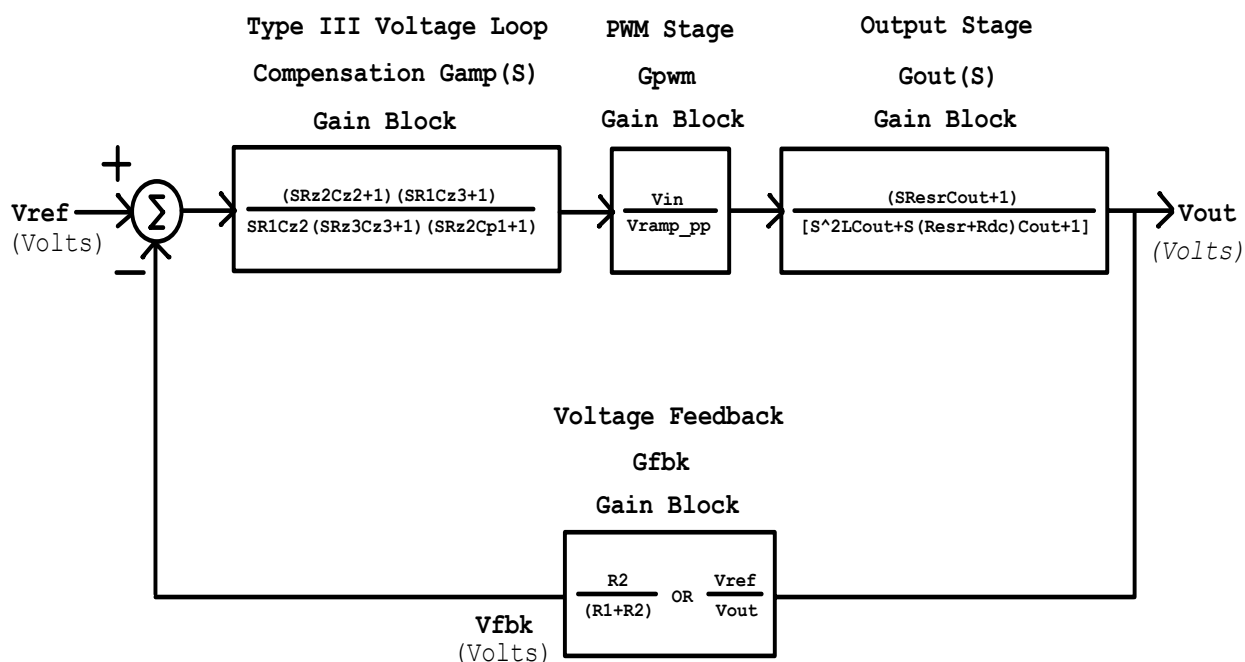 Type III Voltage Loop
Compensation Gamp(S)
Gain Block
PWM Stage
Gpwm
Gain Block
Output Stage
Gout(S)
Gain Block
+
Vref
(Volts)
Σ
−
(SRz2Cz2+1)(SR1Cz3+1)
SR1Cz2(SRz3Cz3+1)(SRz2Cp1+1)
Vin
Vramp_pp
(SResrCout+1)
[S^2LCout+S(Resr+Rdc)Cout+1]
Vout
(Volts)
Voltage Feedback
Gfbk
Gain Block
R2
(R1+R2)
OR
Vref
Vout
Vfbk
(Volts)